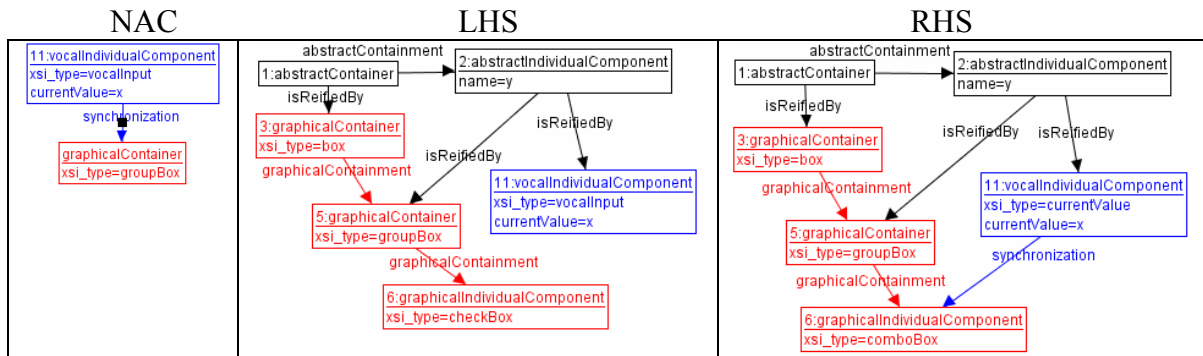 NAC
LHS
RHS
11:vocalIndividualComponent
xsi_type=vocalInput
currentValue=x
synchronization
graphicalContainer
xsi_type=groupBox
abstractContainment
1:abstractContainer
2:abstractIndividualComponent
name=y
isReifiedBy
3:graphicalContainer
xsi_type=box
isReifiedBy
isReifiedBy
graphicalContainment
11:vocalIndividualComponent
xsi_type=vocalInput
currentValue=x
5:graphicalContainer
xsi_type=groupBox
graphicalContainment
6:graphicalIndividualComponent
xsi_type=checkBox
abstractContainment
1:abstractContainer
2:abstractIndividualComponent
name=y
isReifiedBy
3:graphicalContainer
xsi_type=box
isReifiedBy
isReifiedBy
graphicalContainment
11:vocalIndividualComponent
xsi_type=currentValue
currentValue=x
5:graphicalContainer
xsi_type=groupBox
synchronization
graphicalContainment
6:graphicalIndividualComponent
xsi_type=comboBox